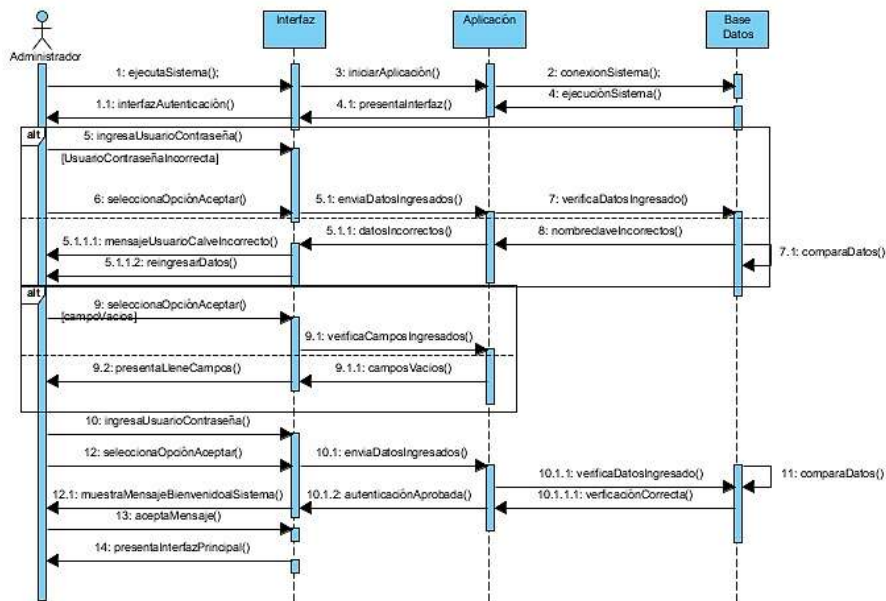 Interfaz
Aplicación
Base
Datos
Administrador
1: ejecutaSistema();
3: iniciarAplicación()
2: conexionSistema();
4: ejecuciónSistema()
1.1: interfazAutenticación()
4.1: presentaInterfaz()
alt
5: ingresaUsuarioContraseña()
[UsuarioContraseñaIncorrecta]
6: seleccionaOpciónAceptar()
5.1: enviaDatosIngresados()
7: verificaDatosIngresado()
5.1.1: datosIncorrectos()
8: nombreclaveIncorrectos()
5.1.1.1: mensajeUsuarioCalveIncorrecto()
7.1: comparaDatos()
5.1.1.2: reingresarDatos()
alt
9: seleccionaOpciónAceptar()
[campoVacios]
9.1: verificaCamposIngresados()
9.2: presentaLleneCampos()
9.1.1: camposVacios()
10: ingresaUsuarioContraseña()
12: seleccionaOpciónAceptar()
10.1: enviaDatosIngresados()
10.1.1: verificaDatosIngresado()
11: comparaDatos()
12.1: muestraMensajeBienvenidoalSistema()
10.1.2: autenticaciónAprobada()
10.1.1.1: verficaciónCorrecta()
13: aceptaMensaje()
14: presentaInterfazPrincipal()